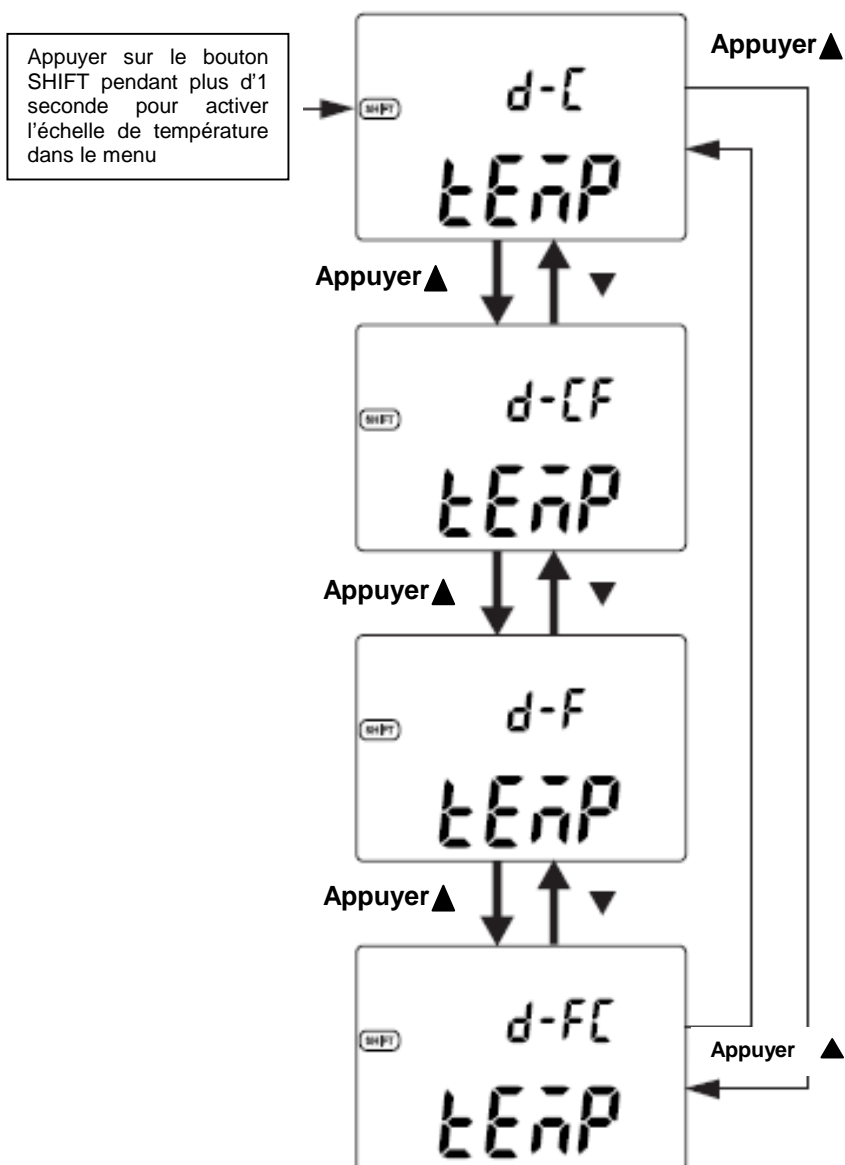 Appuyer▲
Appuyer sur le bouton
SHIFT pendant plus d'1
seconde pour activer
l'échelle de température
dans le menu
SHIFT
d-C
tEmP
Appuyer▲ ▼
SHIFT
d-CF
tEmP
Appuyer▲ ▼
SHIFT
d-F
tEmP
Appuyer▲ ▼
SHIFT
d-FC
Appuyer ▲
tEmP